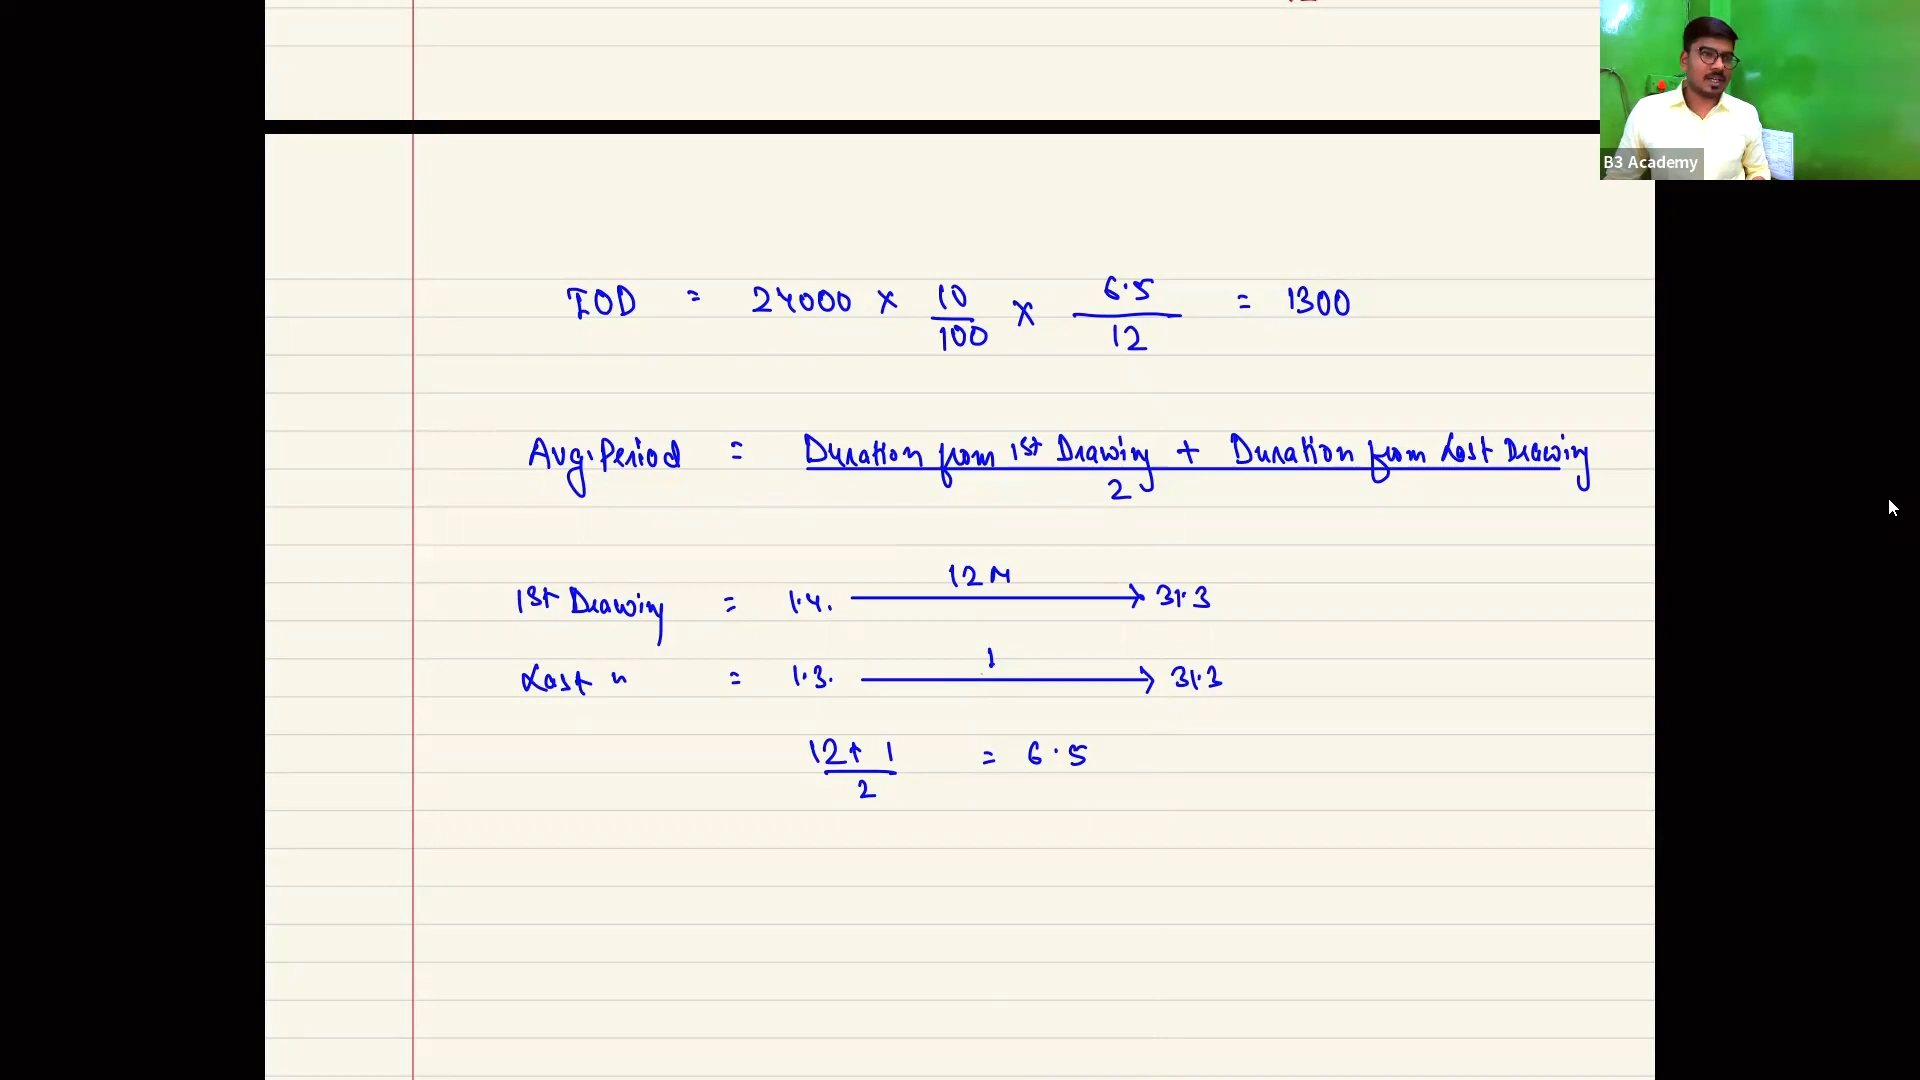 B3 Academy
IOD = 24000 × 10/100 × 6.5/12 = 1300
Avg. Period = Duration from 1st Drawing + Duration from Last Drawing
2
12 M
1st Drawing = 1.4. → 31.3
1
Last " = 1.3. → 31.3
12 + 1 = 6.5
2